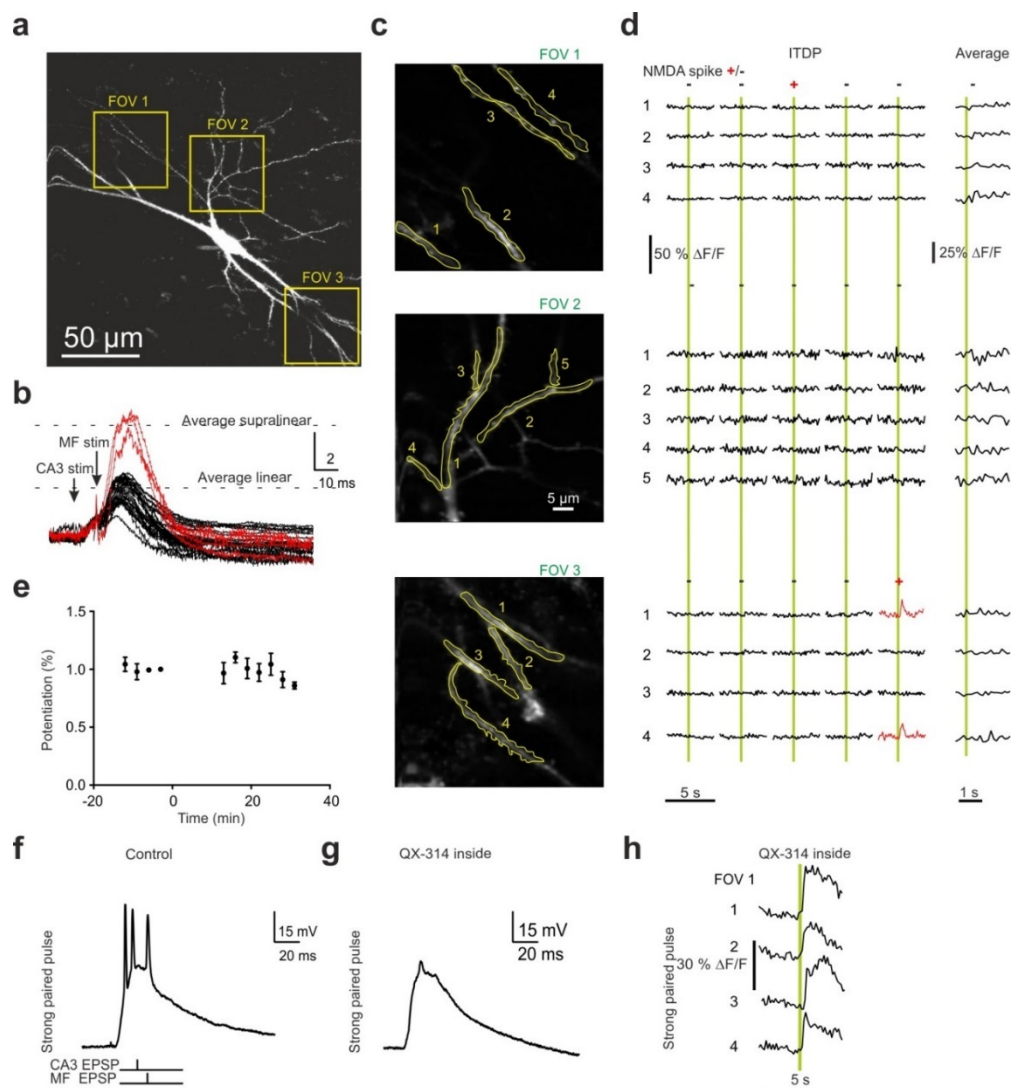 a
FOV 1
FOV 2
FOV 3
50 µm
b
Average supralinear
MF stim
CA3 stim
Average linear
2
10 ms
c
FOV 1
4
3
2
1
FOV 2
3
5
2
4
1
5 µm
FOV 3
1
3
2
4
d
ITDP
Average
NMDA spike +/-
- - + - - -
1
2
3
4
50 % ΔF/F
25% ΔF/F
- - - - -
1
2
3
4
5
- - - - +
1
2
3
4
5 s
1 s
e
Potentiation (%)
1.5
1.0
0.5
0.0
-20 0 20 40
Time (min)
f
Control
Strong paired pulse
15 mV
20 ms
CA3 EPSP
MF EPSP
g
QX-314 inside
Strong paired pulse
15 mV
20 ms
h
QX-314 inside
FOV 1
Strong paired pulse
1
2
30 % ΔF/F
3
4
5 s